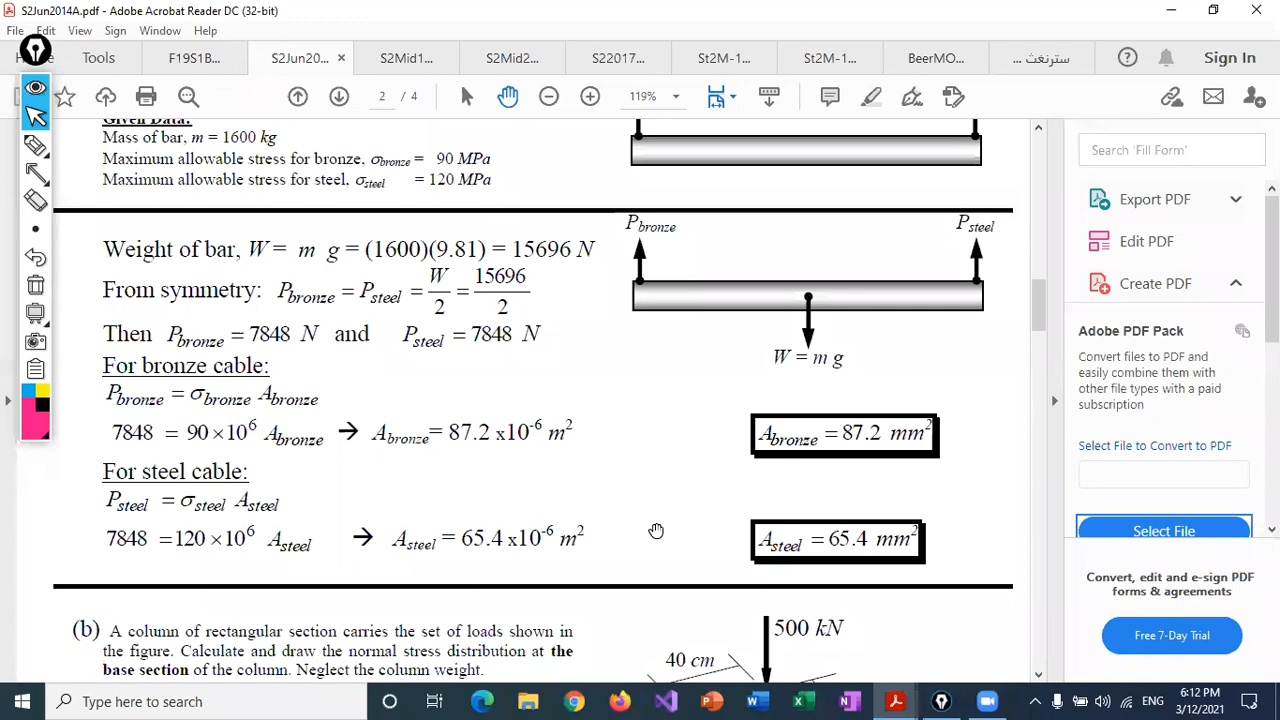 S2Jun2014A.pdf - Adobe Acrobat Reader DC (32-bit)
File Edit View Sign Window Help
Tools F19S1B... S2Jun20... × S2Mid1... S2Mid2... S22017... St2M-1... St2M-1... BeerMO... سترنغث ... Sign In
2 / 4 119%
Given Data:
Mass of bar, m = 1600 kg
Maximum allowable stress for bronze, σbronze = 90 MPa
Maximum allowable stress for steel, σsteel = 120 MPa
Weight of bar, W = m g = (1600)(9.81) = 15696 N
From symmetry: Pbronze = Psteel = W/2 = 15696/2
Then Pbronze = 7848 N and Psteel = 7848 N
For bronze cable:
Pbronze = σbronze Abronze
7848 = 90×10^6 Abronze → Abronze = 87.2 x10^-6 m^2
For steel cable:
Psteel = σsteel Asteel
7848 = 120×10^6 Asteel → Asteel = 65.4 x10^-6 m^2
Pbronze
Psteel
W = m g
Abronze = 87.2 mm^2
Asteel = 65.4 mm^2
(b) A column of rectangular section carries the set of loads shown in
the figure. Calculate and draw the normal stress distribution at the
base section of the column. Neglect the column weight.
500 kN
40 cm
Search 'Fill Form'
Export PDF
Edit PDF
Create PDF
Adobe PDF Pack
Convert files to PDF and
easily combine them with
other file types with a paid
subscription
Select File to Convert to PDF
Select File
Convert, edit and e-sign PDF
forms & agreements
Free 7-Day Trial
Type here to search
ENG
6:12 PM
3/12/2021